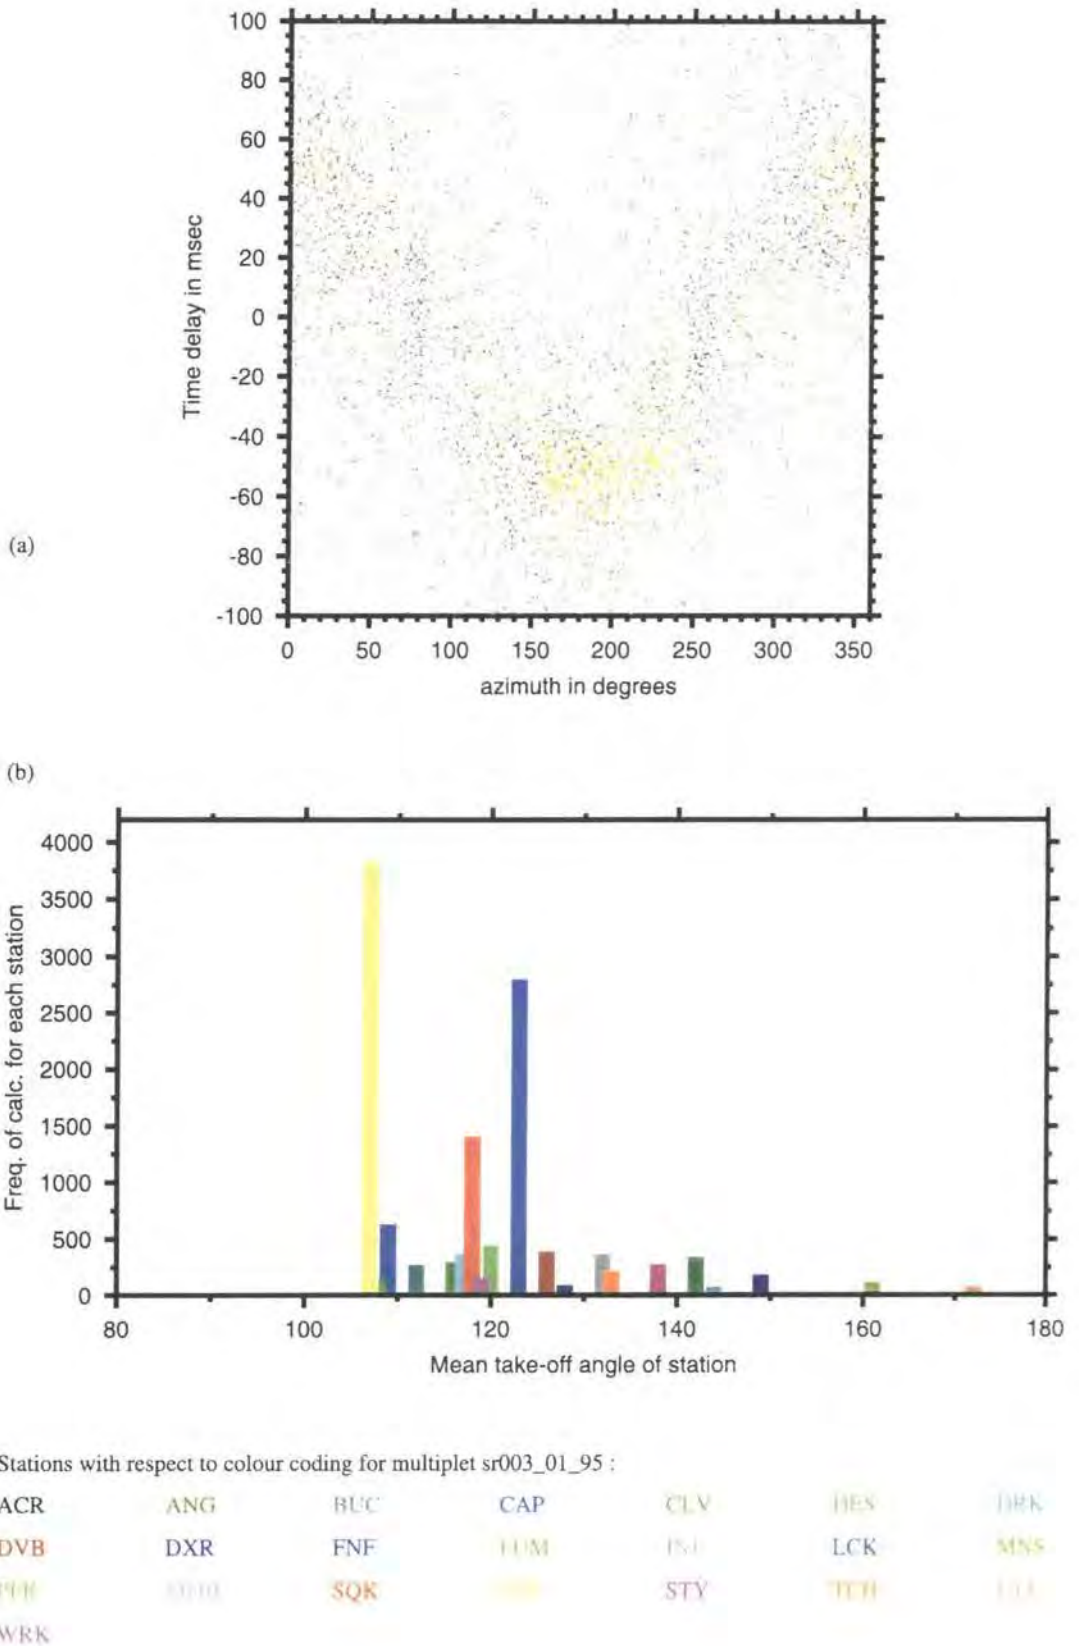 100
80
60
40
20
0
-20
-40
-60
-80
-100
Time delay in msec
(a)
0 50 100 150 200 250 300 350
azimuth in degrees
(b)
4000
3500
3000
2500
2000
1500
1000
500
0
Freq. of calc. for each station
80 100 120 140 160 180
Mean take-off angle of station
Stations with respect to colour coding for multiplet sr003_01_95 :
ACR ANG BUC CAP CLV DES DRK
DVB DXR FNF LCK MNS
SQK STY TCH
WRK